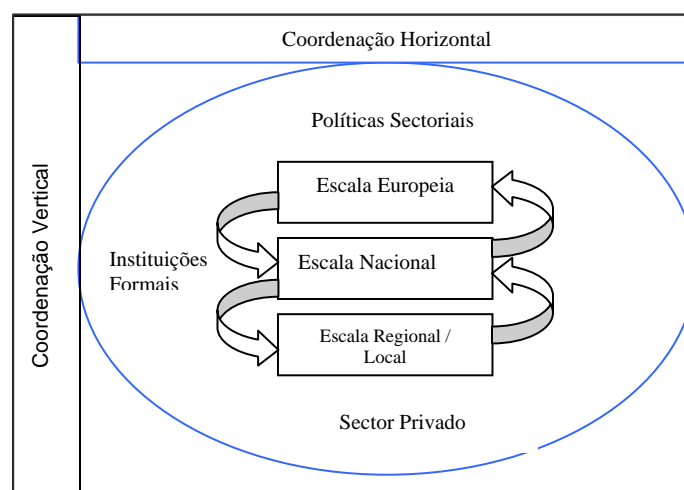 Coordenação Horizontal
Coordenação Vertical
Políticas Sectoriais
Escala Europeia
Instituições
Formais
Escala Nacional
Escala Regional /
Local
Sector Privado